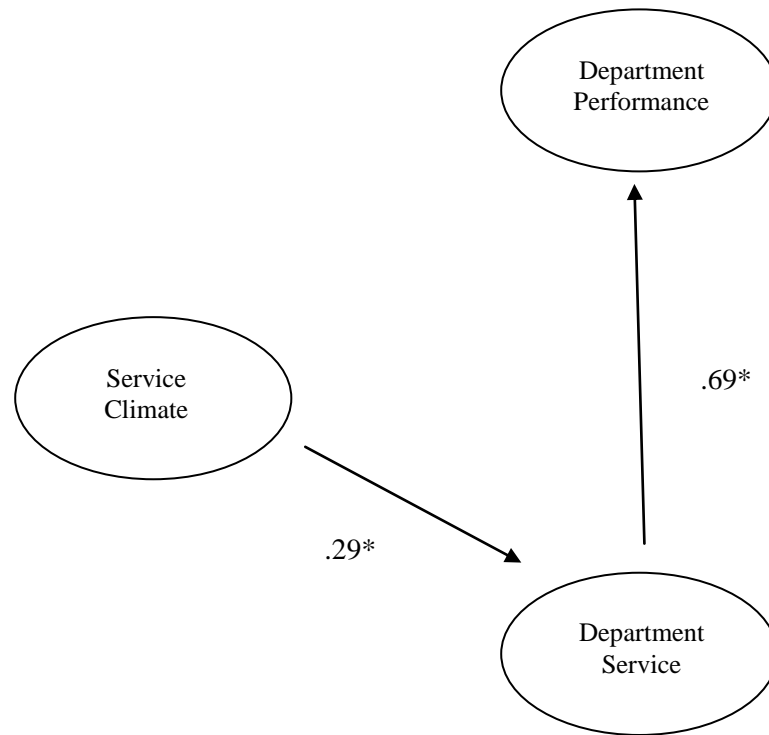 Department
Performance
Service
Climate
.69*
.29*
Department
Service